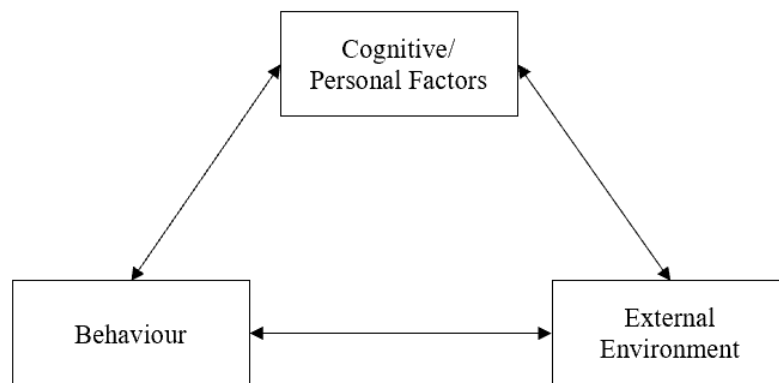 Cognitive/
Personal Factors
Behaviour
External
Environment